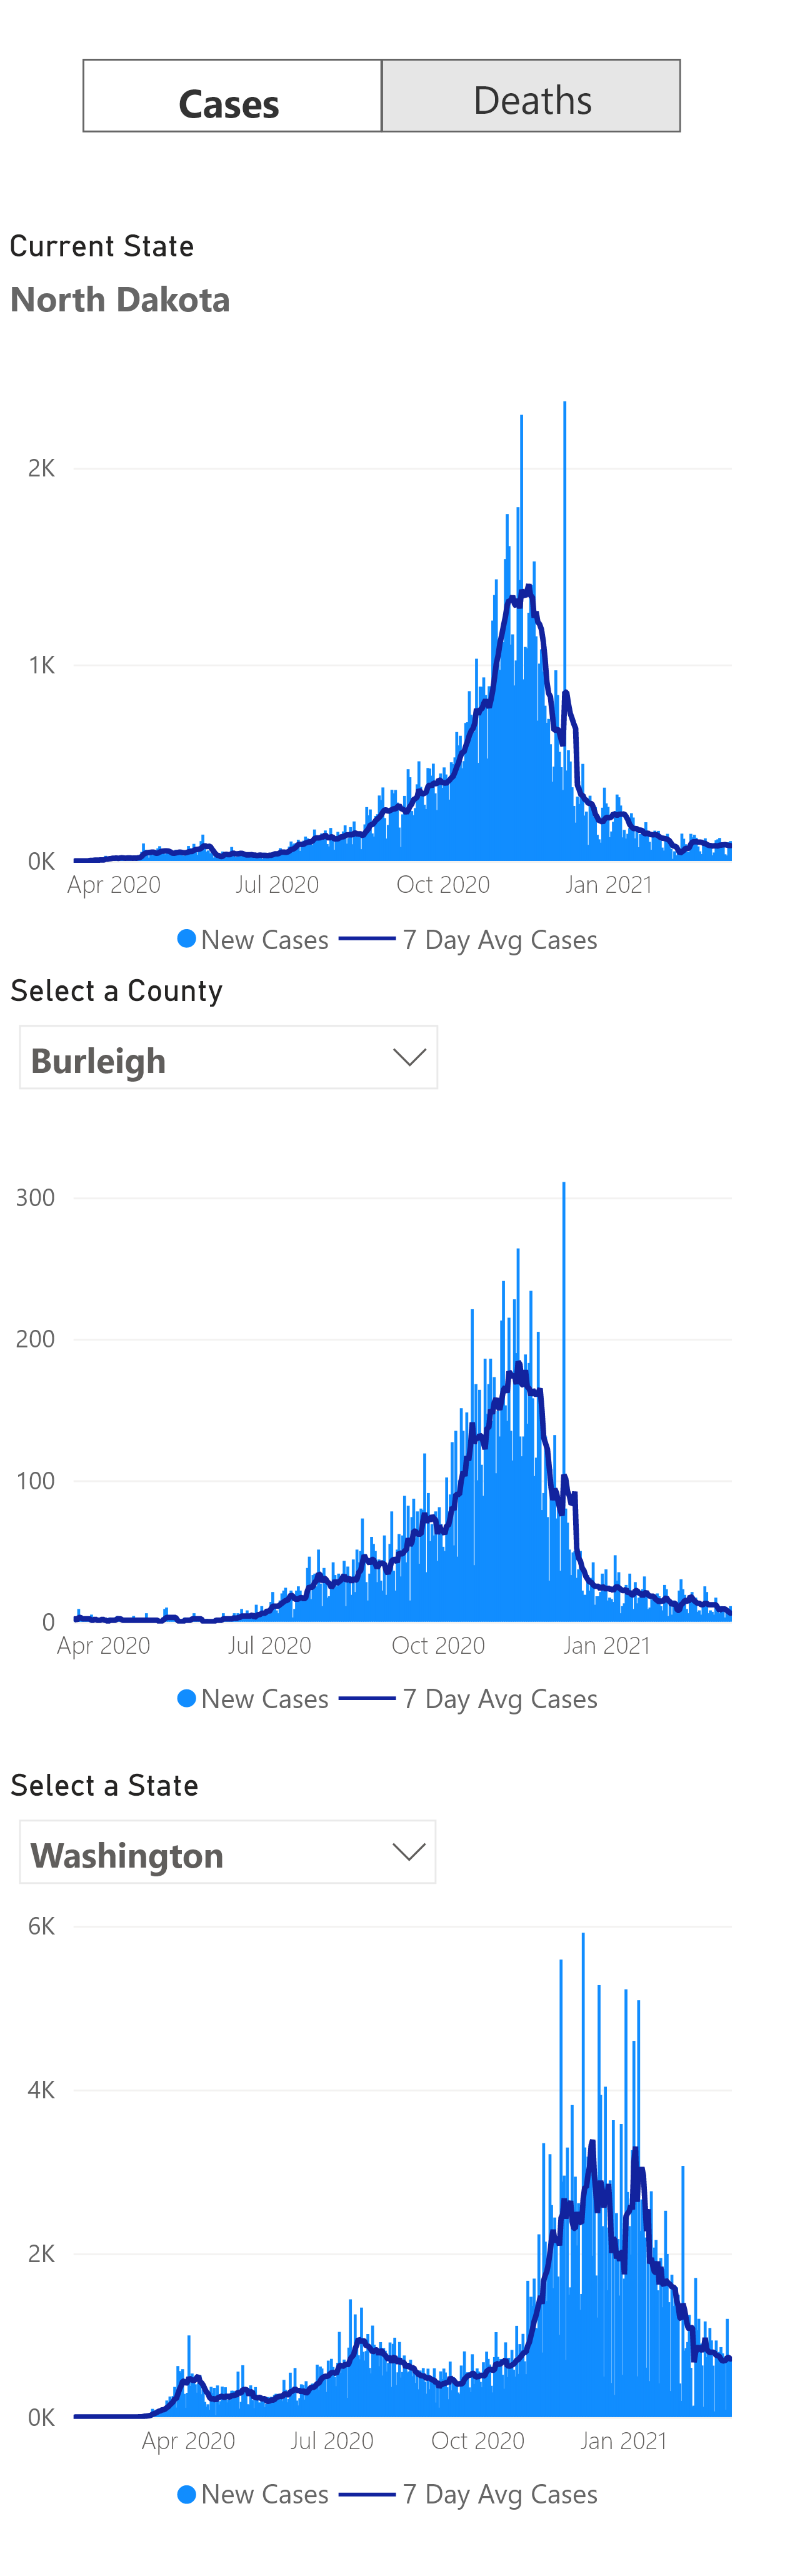 Cases Deaths
Current State
North Dakota
2K
1K
0K
Apr 2020 Jul 2020 Oct 2020 Jan 2021
New Cases 7 Day Avg Cases
Select a County
Burleigh
300
200
100
0
Apr 2020 Jul 2020 Oct 2020 Jan 2021
New Cases 7 Day Avg Cases
Select a State
Washington
6K
4K
2K
0K
Apr 2020 Jul 2020 Oct 2020 Jan 2021
New Cases 7 Day Avg Cases